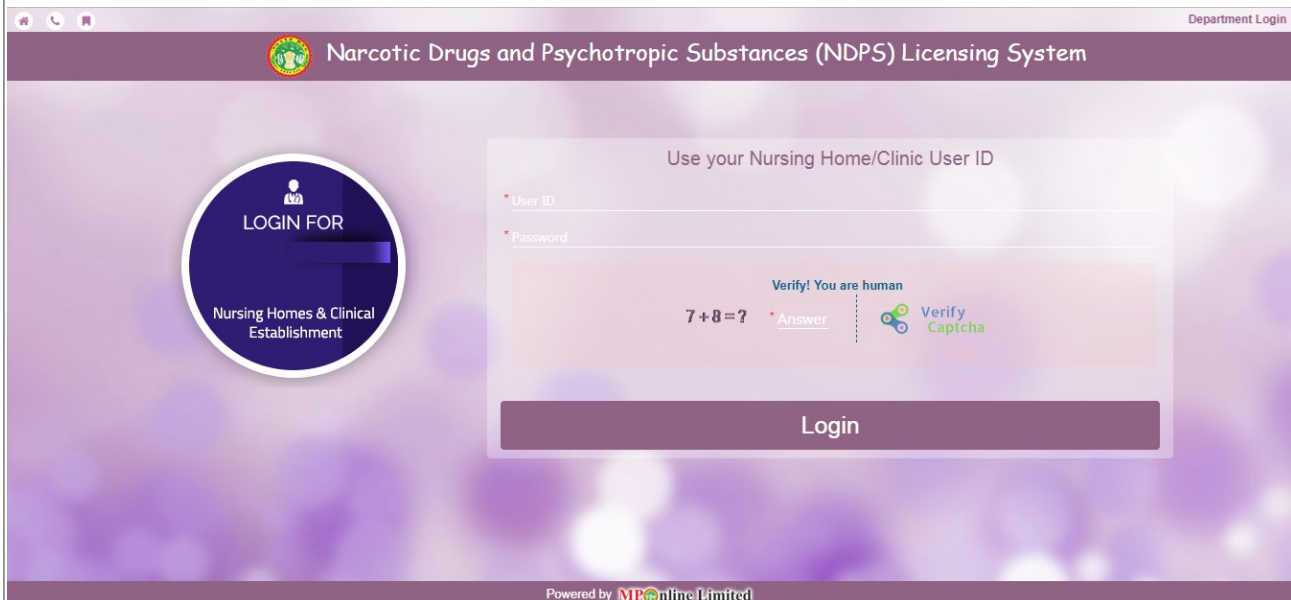 Department Login
Narcotic Drugs and Psychotropic Substances (NDPS) Licensing System
LOGIN FOR
Nursing Homes & Clinical
Establishment
Use your Nursing Home/Clinic User ID
* User ID
* Password
Verify! You are human
7+8=? * Answer
Verify
Captcha
Login
Powered by MPOnline Limited